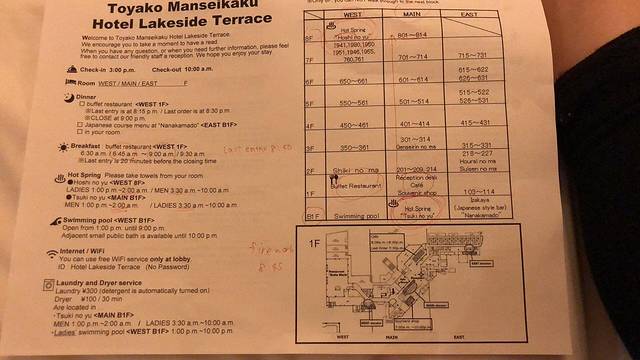 Toyako Manseikaku
Hotel Lakeside Terrace
Welcome to Toyako Manseikaku Hotel Lakeside Terrace.
We encourage you to take a moment to have a read.
When you have any question, or when you need further information, please feel
free to contact our friendly staff a reception. We hope you enjoy your stay
Check-in 3:00 p.m. Check-out 10:00 a.m.
Room WEST / MAIN / EAST F
Dinner
□ buffet restaurant <WEST 1F>
※Last entry is at 8:15 p.m. / Last order is at 8:30 p.m.
※CLOSE at 9:00 p.m.
□ Japanese course menu at "Nanakamado" <EAST B1F>
□ in your room
Breakfast : buffet restaurant <WEST 1F>
6:30 a.m. / 6:45 a.m. ~ 9:00 a.m. / 9:30 a.m.
※Last entry is 20 minutes before the closing time
last entry 8:40
Hot Spring Please take towels from your room.
●Hoshi no yu <WEST 8F>
LADIES 1:00 p.m. ~2:00 a.m. / MEN 3:30 a.m. ~10:00 a.m.
●Tsuki no yu <MAIN B1F>
MEN 1:00 p.m. ~2:00 a.m. / LADIES 3:30 a.m. ~10:00 a.m.
Swimming pool <WEST B1F>
Open from 1:00 p.m. until 9:00 p.m.
Adjacent small public bath is available until 10:00 p.m.
Internet / WiFi
You can use free WiFi service only at lobby.
ID Hotel Lakeside Terrace (No Password)
8:45
Laundry and Dryer service
Laundry ¥300 (detergent is automatically turned on)
Dryer ¥100 / 30 min
Are located in
・Tsuki no yu <MAIN B1F>
MEN 1:00 p.m. ~2:00 a.m. / LADIES 3:30 a.m. ~10:00 a.m.
・Ladies' swimming pool <WEST B1F> 1:00 p.m. ~10:00 p.m.
WEST MAIN EAST
8F Hot Spring "Hoshi no yu" 801~814
7F 1941,1980,1950 1951,1946,1955, 760,761 701~714 715~731
6F 650~661 601~614 615~622 626~631
5F 550~561 501~514 515~522 526~531
4F 450~461 401~414 415~431
3F 350~361 301~314 Genseirin no ma 315~331
2F Shiki no ma 201~209, 214 218~227 Hourai no ma Suisen no ma
1F Buffet Restaurant Reception desk Café Souvenir shop 103~114
B1F Swimming pool Hot Spring "Tsuki no yu" Izakaya (Japanese style bar) "Nanakamado"
1F
WEST MAIN EAST